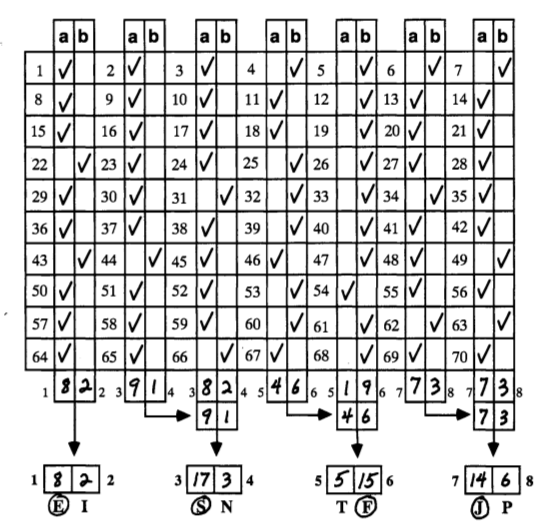 a b a b a b a b a b a b a b
1 ✓ 2 ✓ 3 ✓ 4 ✓ 5 ✓ 6 ✓ 7 ✓
8 ✓ 9 ✓ 10 ✓ 11 ✓ 12 ✓ 13 ✓ 14 ✓
15 ✓ 16 ✓ 17 ✓ 18 ✓ 19 ✓ 20 ✓ 21 ✓
22 ✓ 23 ✓ 24 ✓ 25 ✓ 26 ✓ 27 ✓ 28 ✓
29 ✓ 30 ✓ 31 ✓ 32 ✓ 33 ✓ 34 ✓ 35 ✓
36 ✓ 37 ✓ 38 ✓ 39 ✓ 40 ✓ 41 ✓ 42 ✓
43 ✓ 44 ✓ 45 ✓ 46 ✓ 47 ✓ 48 ✓ 49 ✓
50 ✓ 51 ✓ 52 ✓ 53 ✓ 54 ✓ 55 ✓ 56 ✓
57 ✓ 58 ✓ 59 ✓ 60 ✓ 61 ✓ 62 ✓ 63 ✓
64 ✓ 65 ✓ 66 ✓ 67 ✓ 68 ✓ 69 ✓ 70 ✓
1 8 2 2 3 9 1 4 3 8 2 4 5 4 6 6 5 1 9 6 7 7 3 8 7 7 3 8
9 1 4 6 7 3
1 8 2 2 3 17 3 4 5 5 15 6 7 14 6 8
E I S N T F J P